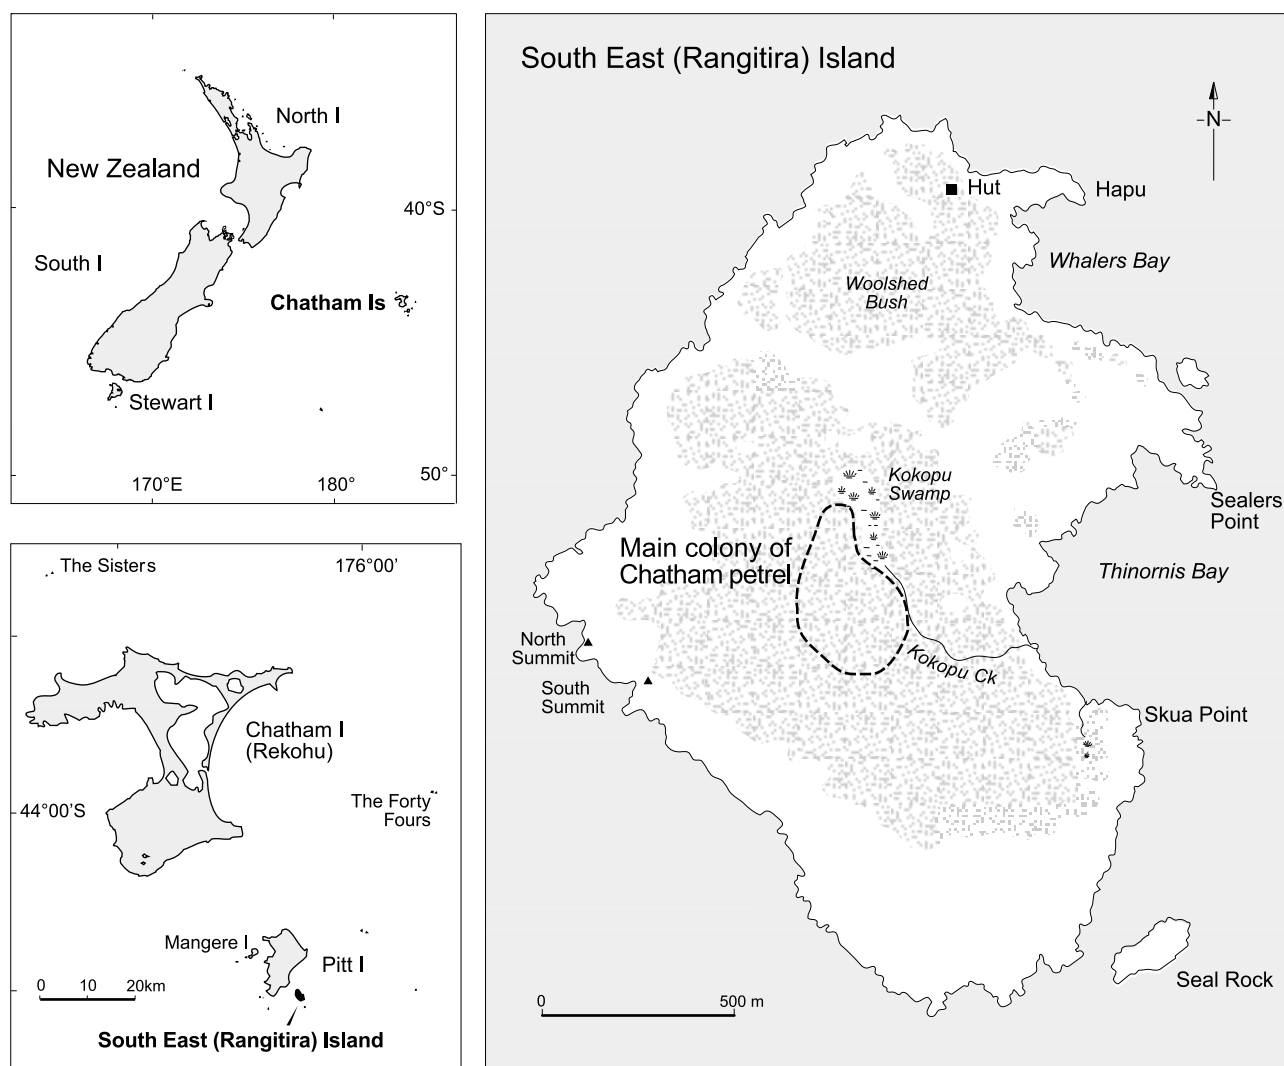 North I
New Zealand
40°S
South I
Chatham Is
Stewart I
50°
170°E
180°
The Sisters
176°00'
Chatham I
(Rekohu)
44°00'S
The Forty
Fours
Mangere I
Pitt I
0
10
20km
South East (Rangitira) Island
South East (Rangitira) Island
-N-
Hut
Hapu
Whalers Bay
Woolshed
Bush
Kokopu
Swamp
Sealers
Point
Main colony of
Chatham petrel
Thinornis Bay
North
Summit
Kokopu Ck
South
Summit
Skua Point
Seal Rock
0
500 m